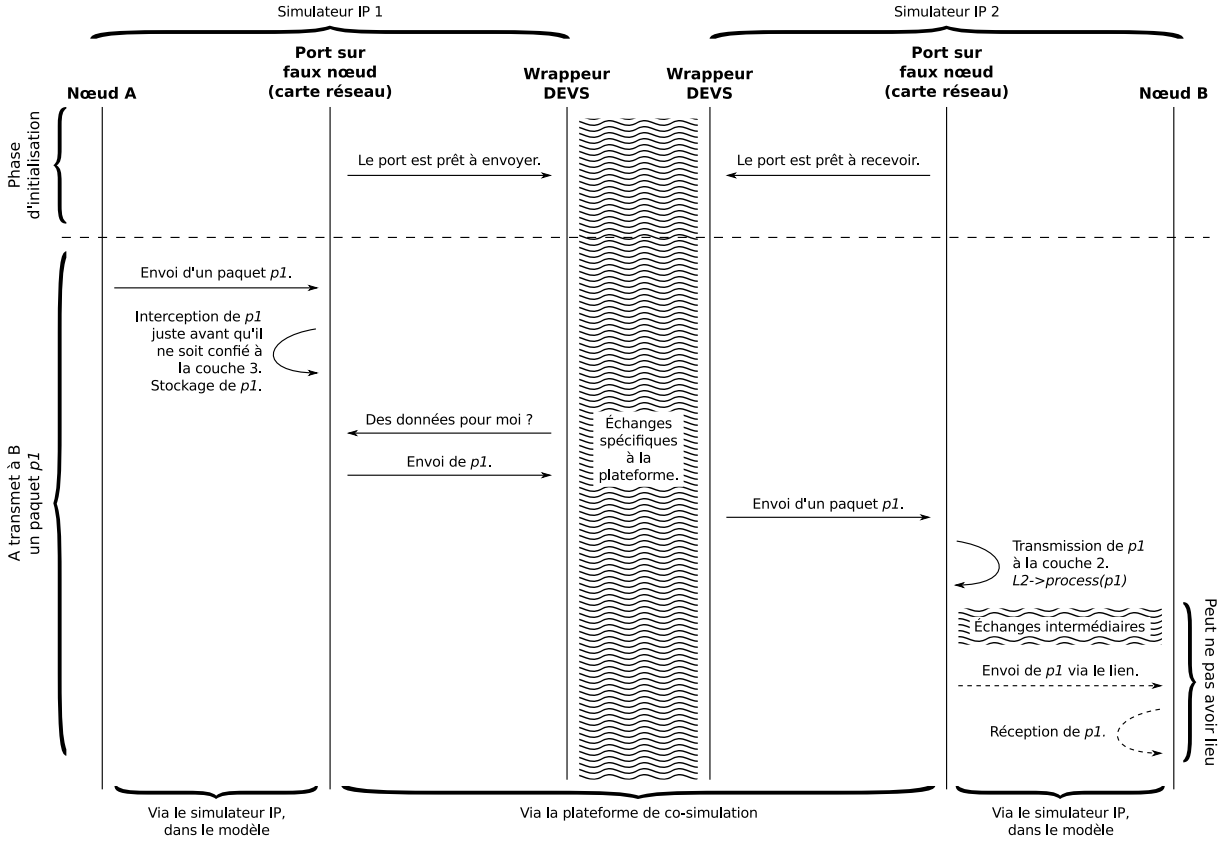 Simulateur IP 1
Simulateur IP 2
Nœud A
Port sur
faux nœud
(carte réseau)
Wrappeur
DEVS
Wrappeur
DEVS
Port sur
faux nœud
(carte réseau)
Nœud B
Phase
d'initialisation
Le port est prêt à envoyer.
Le port est prêt à recevoir.
A transmet à B
un paquet p1
Envoi d'un paquet p1.
Interception de p1
juste avant qu'il
ne soit confié à
la couche 3.
Stockage de p1.
Des données pour moi ?
Envoi de p1.
Échanges
spécifiques
à la
plateforme.
Envoi d'un paquet p1.
Transmission de p1
à la couche 2.
L2->process(p1)
Échanges intermédiaires
Envoi de p1 via le lien.
Réception de p1.
Peut ne pas avoir lieu
Via le simulateur IP,
dans le modèle
Via la plateforme de co-simulation
Via le simulateur IP,
dans le modèle